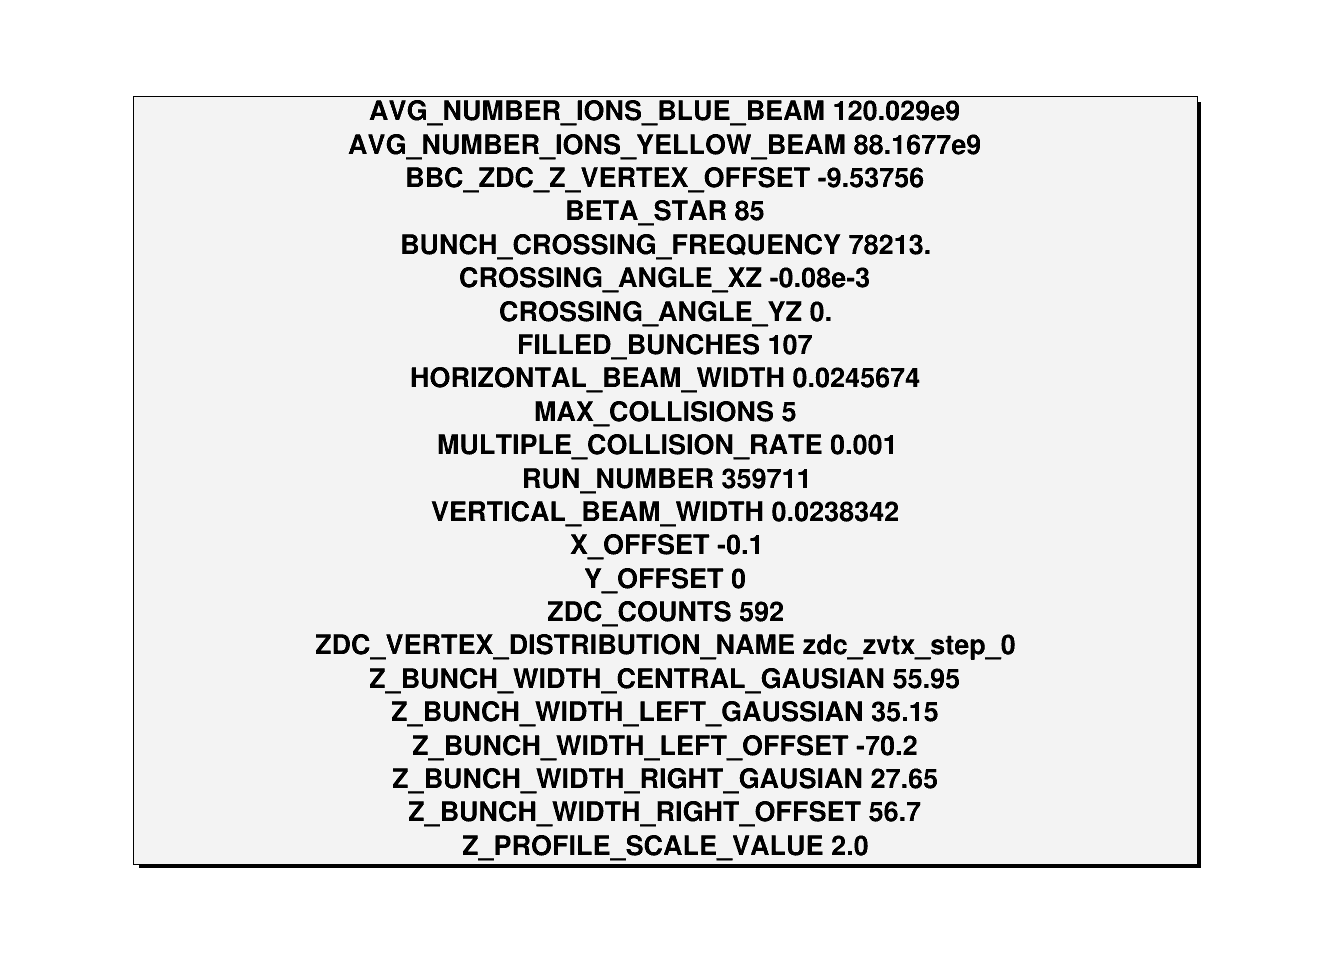 AVG_NUMBER_IONS_BLUE_BEAM 120.029e9
AVG_NUMBER_IONS_YELLOW_BEAM 88.1677e9
BBC_ZDC_Z_VERTEX_OFFSET -9.53756
BETA_STAR 85
BUNCH_CROSSING_FREQUENCY 78213.
CROSSING_ANGLE_XZ -0.08e-3
CROSSING_ANGLE_YZ 0.
FILLED_BUNCHES 107
HORIZONTAL_BEAM_WIDTH 0.0245674
MAX_COLLISIONS 5
MULTIPLE_COLLISION_RATE 0.001
RUN_NUMBER 359711
VERTICAL_BEAM_WIDTH 0.0238342
X_OFFSET -0.1
Y_OFFSET 0
ZDC_COUNTS 592
ZDC_VERTEX_DISTRIBUTION_NAME zdc_zvtx_step_0
Z_BUNCH_WIDTH_CENTRAL_GAUSIAN 55.95
Z_BUNCH_WIDTH_LEFT_GAUSSIAN 35.15
Z_BUNCH_WIDTH_LEFT_OFFSET -70.2
Z_BUNCH_WIDTH_RIGHT_GAUSIAN 27.65
Z_BUNCH_WIDTH_RIGHT_OFFSET 56.7
Z_PROFILE_SCALE_VALUE 2.0